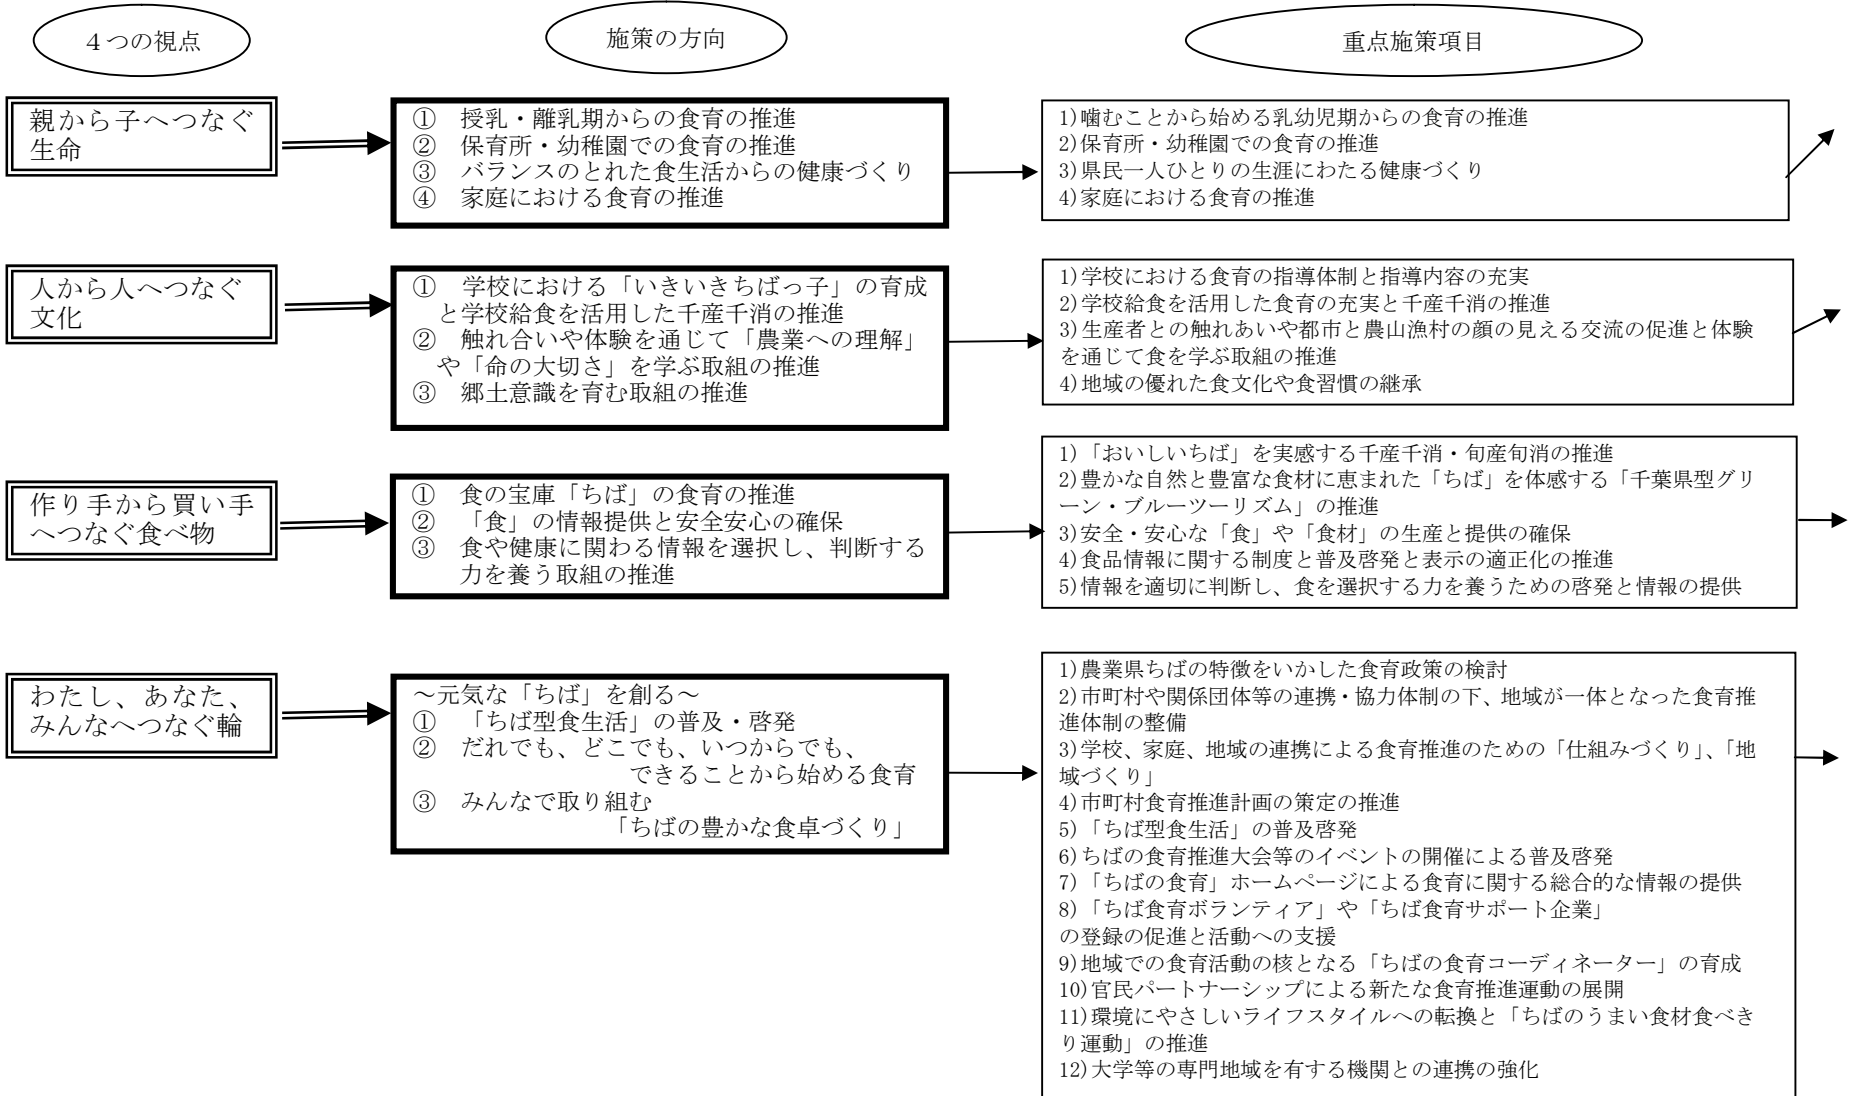 ４つの視点
施策の方向
重点施策項目
親から子へつなぐ
生命
① 授乳・離乳期からの食育の推進
② 保育所・幼稚園での食育の推進
③ バランスのとれた食生活からの健康づくり
④ 家庭における食育の推進
1)噛むことから始める乳幼児期からの食育の推進
2)保育所・幼稚園での食育の推進
3)県民一人ひとりの生涯にわたる健康づくり
4)家庭における食育の推進
人から人へつなぐ
文化
① 学校における「いきいきちばっ子」の育成
と学校給食を活用した千産千消の推進
② 触れ合いや体験を通じて「農業への理解」
や「命の大切さ」を学ぶ取組の推進
③ 郷土意識を育む取組の推進
1)学校における食育の指導体制と指導内容の充実
2)学校給食を活用した食育の充実と千産千消の推進
3)生産者との触れあいや都市と農山漁村の顔の見える交流の促進と体験
を通じて食を学ぶ取組の推進
4)地域の優れた食文化や食習慣の継承
作り手から買い手
へつなぐ食べ物
① 食の宝庫「ちば」の食育の推進
② 「食」の情報提供と安全安心の確保
③ 食や健康に関わる情報を選択し、判断する
力を養う取組の推進
1)「おいしいちば」を実感する千産千消・旬産旬消の推進
2)豊かな自然と豊富な食材に恵まれた「ちば」を体感する「千葉県型グリ
ーン・ブルーツーリズム」の推進
3)安全・安心な「食」や「食材」の生産と提供の確保
4)食品情報に関する制度と普及啓発と表示の適正化の推進
5)情報を適切に判断し、食を選択する力を養うための啓発と情報の提供
わたし、あなた、
みんなへつなぐ輪
～元気な「ちば」を創る～
① 「ちば型食生活」の普及・啓発
② だれでも、どこでも、いつからでも、
できることから始める食育
③ みんなで取り組む
「ちばの豊かな食卓づくり」
1)農業県ちばの特徴をいかした食育政策の検討
2)市町村や関係団体等の連携・協力体制の下、地域が一体となった食育推
進体制の整備
3)学校、家庭、地域の連携による食育推進のための「仕組みづくり」、「地
域づくり」
4)市町村食育推進計画の策定の推進
5)「ちば型食生活」の普及啓発
6)ちばの食育推進大会等のイベントの開催による普及啓発
7)「ちばの食育」ホームページによる食育に関する総合的な情報の提供
8)「ちば食育ボランティア」や「ちば食育サポート企業」
の登録の促進と活動への支援
9)地域での食育活動の核となる「ちばの食育コーディネーター」の育成
10)官民パートナーシップによる新たな食育推進運動の展開
11)環境にやさしいライフスタイルへの転換と「ちばのうまい食材食べき
り運動」の推進
12)大学等の専門地域を有する機関との連携の強化